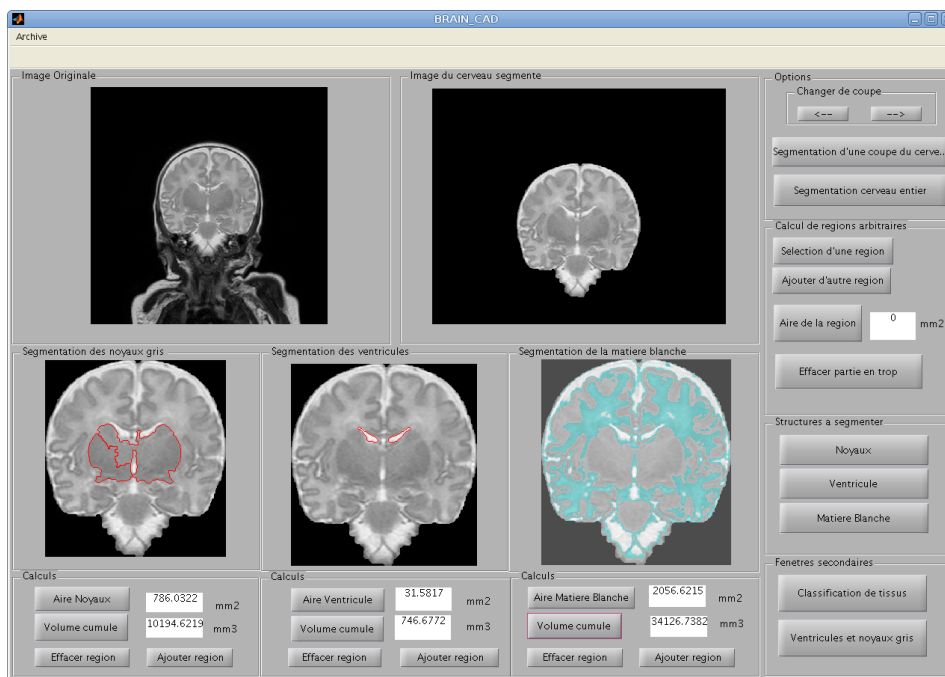 BRAIN_CAD
Archive
Image Originale
Image du cerveau segmente
Options
Changer de coupe
<--
-->
Segmentation d'une coupe du cerve...
Segmentation cerveau entier
Calcul de regions arbitraires
Selection d'une region
Ajouter d'autre region
Aire de la region
0
mm2
Effacer partie en trop
Segmentation des noyaux gris
Segmentation des ventricules
Segmentation de la matiere blanche
Structures a segmenter
Noyaux
Ventricule
Matiere Blanche
Calculs
Aire Noyaux
786.0322
mm2
Volume cumule
10194.6219
mm3
Effacer region
Ajouter region
Calculs
Aire Ventricule
31.5817
mm2
Volume cumule
746.6772
mm3
Effacer region
Ajouter region
Calculs
Aire Matiere Blanche
2056.6215
mm2
Volume cumule
34126.7382
mm3
Effacer region
Ajouter region
Fenetres secondaires
Classification de tissus
Ventricules et noyaux gris